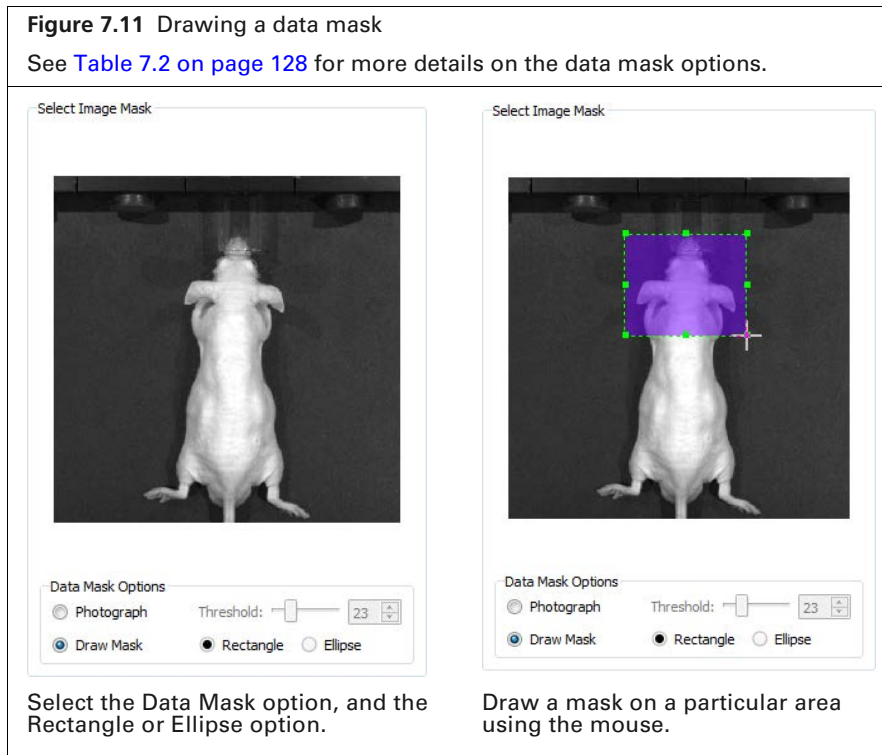 Figure 7.11 Drawing a data mask
See Table 7.2 on page 128 for more details on the data mask options.
Select Image Mask
Data Mask Options
Photograph Threshold: 23
Draw Mask Rectangle Ellipse
Select the Data Mask option, and the
Rectangle or Ellipse option.
Select Image Mask
Data Mask Options
Photograph Threshold: 23
Draw Mask Rectangle Ellipse
Draw a mask on a particular area
using the mouse.